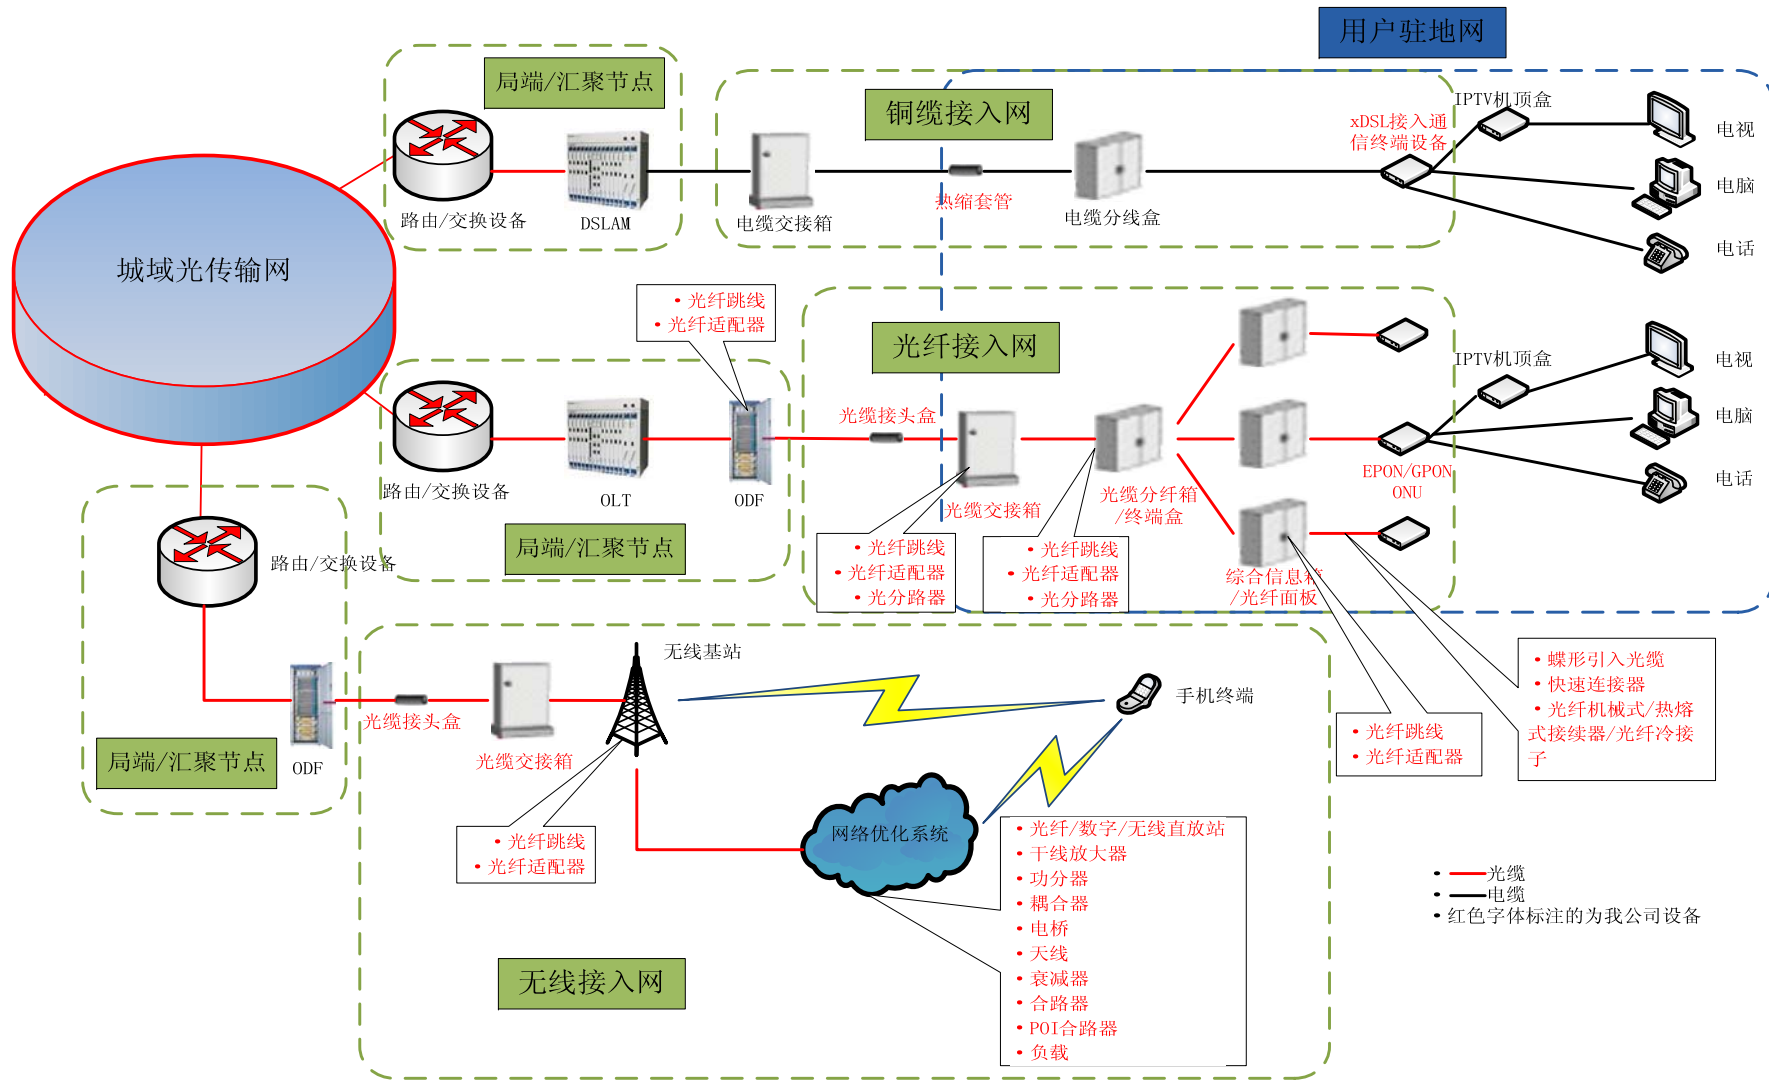 用户驻地网
局端/汇聚节点
铜缆接入网
IPTV机顶盒
xDSL接入通
信终端设备
电视
电脑
电话
路由/交换设备
DSLAM
电缆交接箱
热缩套管
电缆分线盒
城域光传输网
• 光纤跳线
• 光纤适配器
光纤接入网
IPTV机顶盒
电视
电脑
电话
光缆接头盒
路由/交换设备
OLT
ODF
光缆交接箱
光缆分纤箱
/终端盒
EPON/GPON
ONU
局端/汇聚节点
• 光纤跳线
• 光纤适配器
• 光分路器
• 光纤跳线
• 光纤适配器
• 光分路器
综合信息箱
/光纤面板
路由/交换设备
无线基站
手机终端
• 蝶形引入光缆
• 快速连接器
• 光纤机械式/热熔
式接续器/光纤冷接
子
• 光纤跳线
• 光纤适配器
光缆接头盒
光缆交接箱
局端/汇聚节点
ODF
• 光纤跳线
• 光纤适配器
网络优化系统
• 光纤/数字/无线直放站
• 干线放大器
• 功分器
• 耦合器
• 电桥
• 天线
• 衰减器
• 合路器
• POI合路器
• 负载
无线接入网
• 光缆
• 电缆
• 红色字体标注的为我公司设备